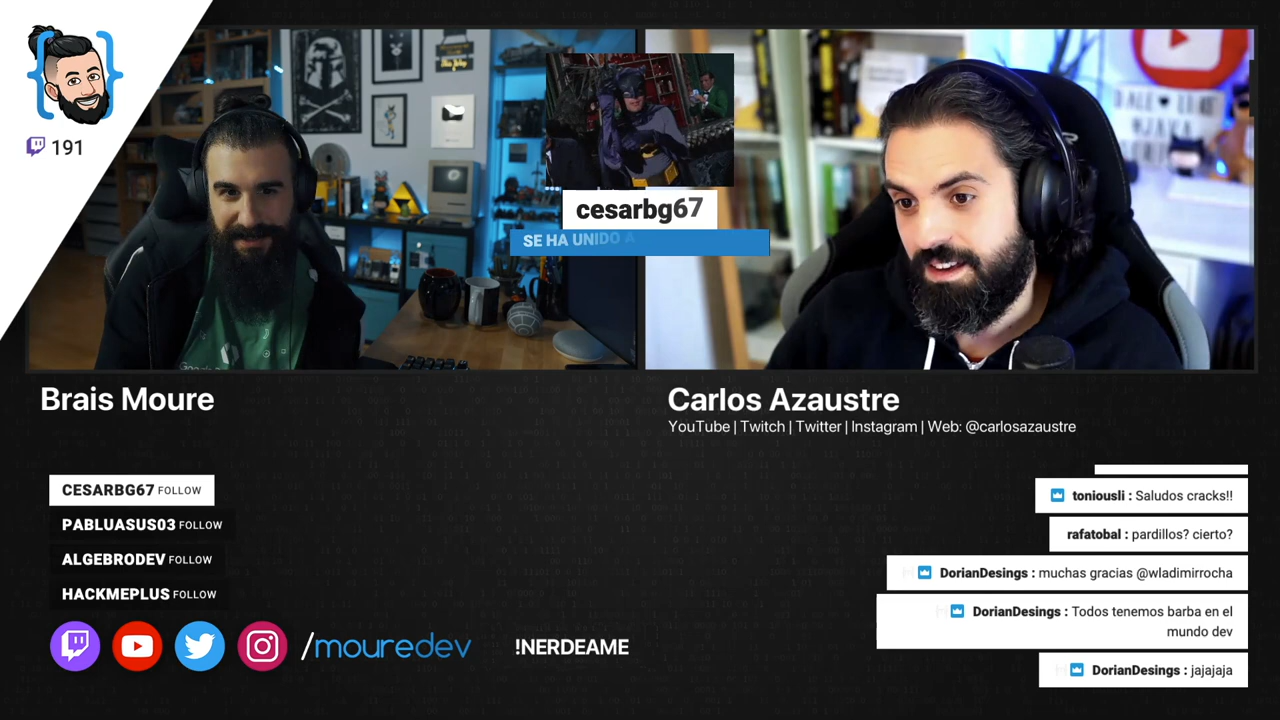 191
cesarbg67
SE HA UNIDO A
Brais Moure
Carlos Azaustre
YouTube | Twitch | Twitter | Instagram | Web: @carlosazaustre
CESARBG67 FOLLOW
PABLUASUS03 FOLLOW
ALGEBRODEV FOLLOW
HACKMEPLUS FOLLOW
/mouredev
!NERDEAME
toniousli : Saludos cracks!!
rafatobal : pardillos? cierto?
DorianDesings : muchas gracias @wladimirrocha
DorianDesings : Todos tenemos barba en el
mundo dev
DorianDesings : jajajaja